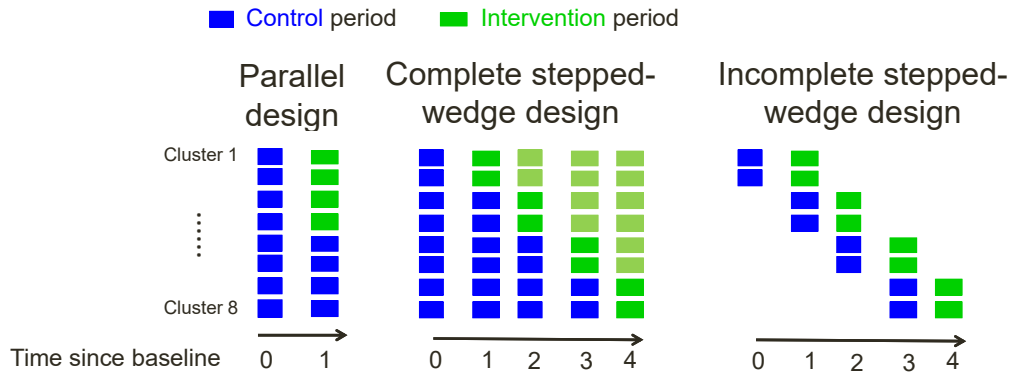 Control period Intervention period
Parallel design
Complete stepped-
wedge design
Incomplete stepped-
wedge design
Cluster 1
Cluster 8
Time since baseline
0 1
0 1 2 3 4
0 1 2 3 4